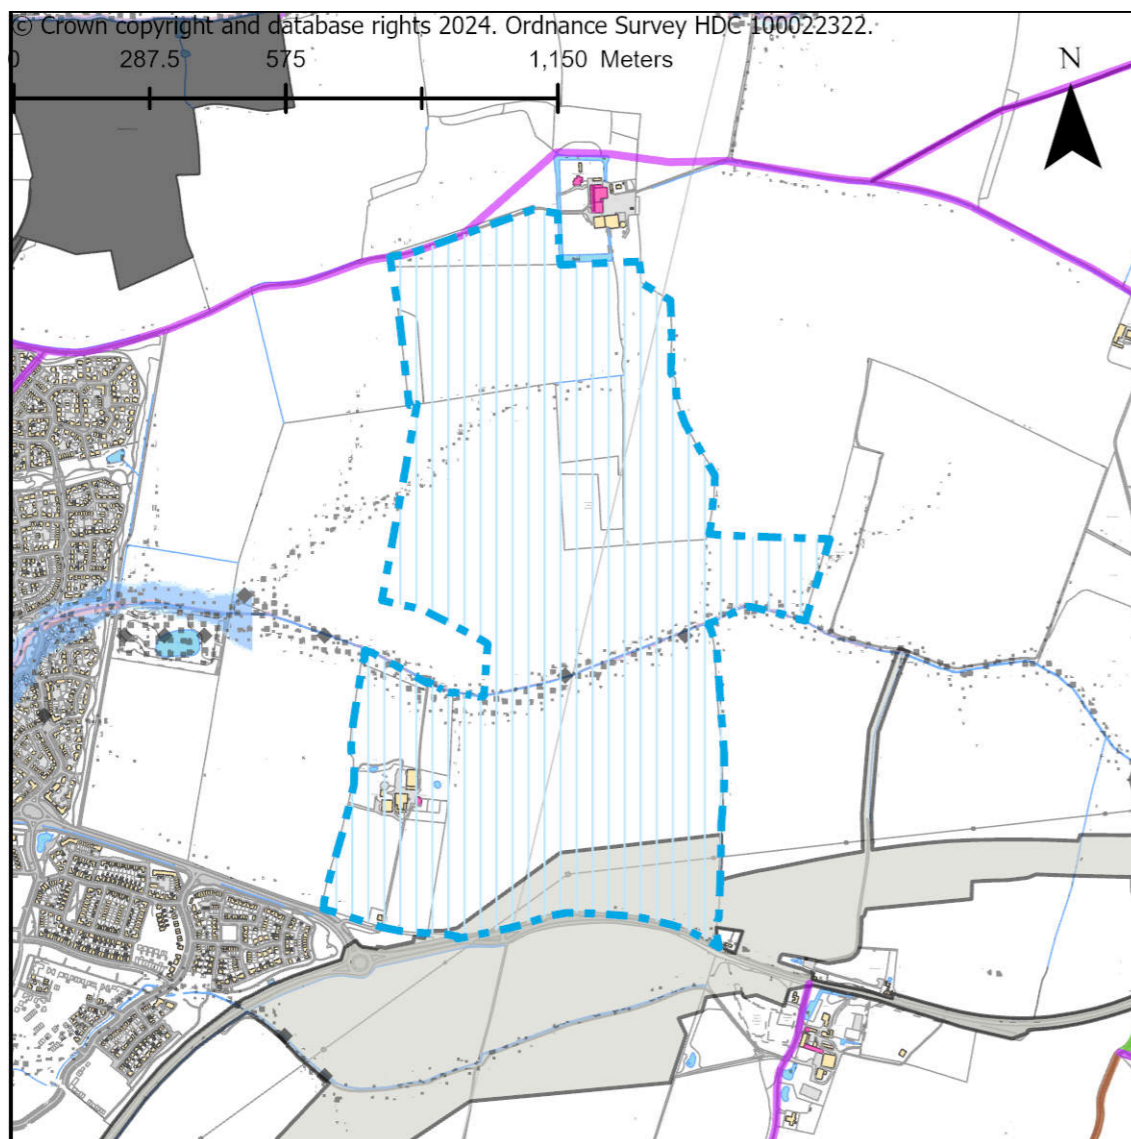 © Crown copyright and database rights 2024. Ordnance Survey HDC 100022322.
0 287.5 575 1,150 Meters
N